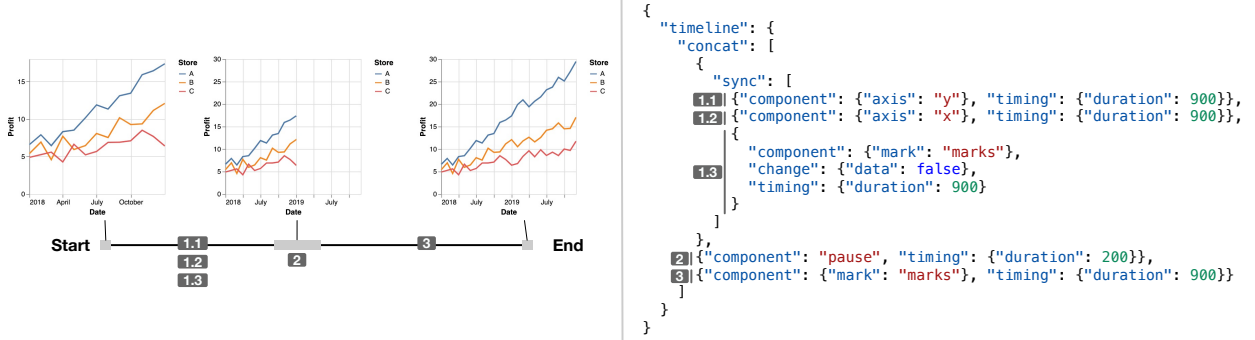 Store
A
B
C
Profit
15
10
5
0
2018 April July October
Date
Store
A
B
C
Profit
30
25
20
15
10
5
0
2018 July 2019 July
Date
Store
A
B
C
Profit
30
25
20
15
10
5
0
2018 July 2019 July
Date
Start 1.1 3 End
1.2 2
1.3
{
"timeline": {
"concat": [
{
"sync": [
1.1 {"component": {"axis": "y"}, "timing": {"duration": 900}},
1.2 {"component": {"axis": "x"}, "timing": {"duration": 900}},
{
"component": {"mark": "marks"},
1.3 "change": {"data": false},
"timing": {"duration": 900}
}
]
},
2 {"component": "pause", "timing": {"duration": 200}},
3 {"component": {"mark": "marks"}, "timing": {"duration": 900}}
]
}
}